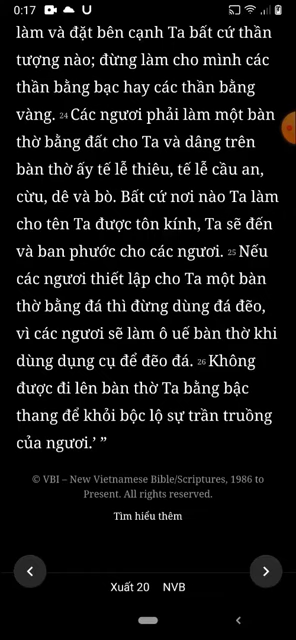 0:17
làm và đặt bên cạnh Ta bất cứ thần
tượng nào; đừng làm cho mình các
thần bằng bạc hay các thần bằng
vàng. 24 Các ngươi phải làm một bàn
thờ bằng đất cho Ta và dâng trên
bàn thờ ấy tế lễ thiêu, tế lễ cầu an,
cừu, dê và bò. Bất cứ nơi nào Ta làm
cho tên Ta được tôn kính, Ta sẽ đến
và ban phước cho các ngươi. 25 Nếu
các ngươi thiết lập cho Ta một bàn
thờ bằng đá thì đừng dùng đá đẽo,
vì các ngươi sẽ làm ô uế bàn thờ khi
dùng dụng cụ để đẽo đá. 26 Không
được đi lên bàn thờ Ta bằng bậc
thang để khỏi bộc lộ sự trần truồng
của ngươi.’ ”
© VBI – New Vietnamese Bible/Scriptures, 1986 to
Present. All rights reserved.
Tìm hiểu thêm
Xuất 20 NVB